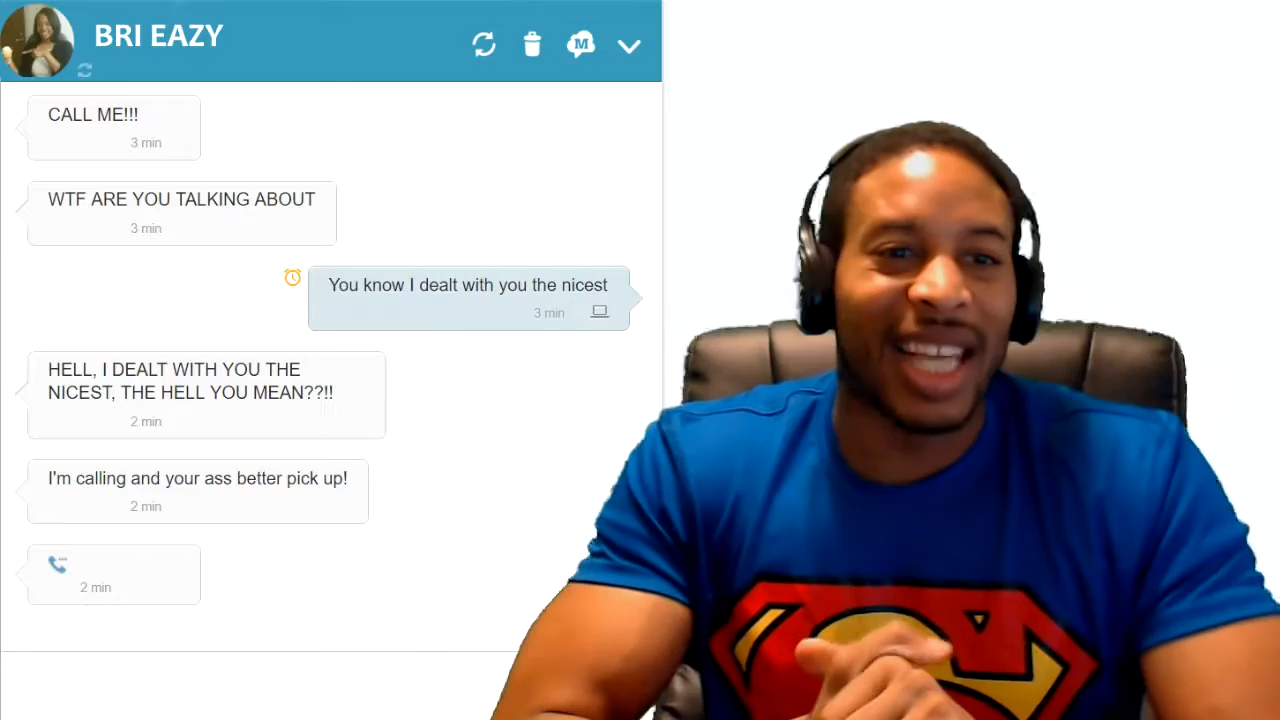 BRI EAZY
M
CALL ME!!!
3 min
WTF ARE YOU TALKING ABOUT
3 min
You know I dealt with you the nicest
3 min
HELL, I DEALT WITH YOU THE
NICEST, THE HELL YOU MEAN??!!
2 min
I'm calling and your ass better pick up!
2 min
2 min